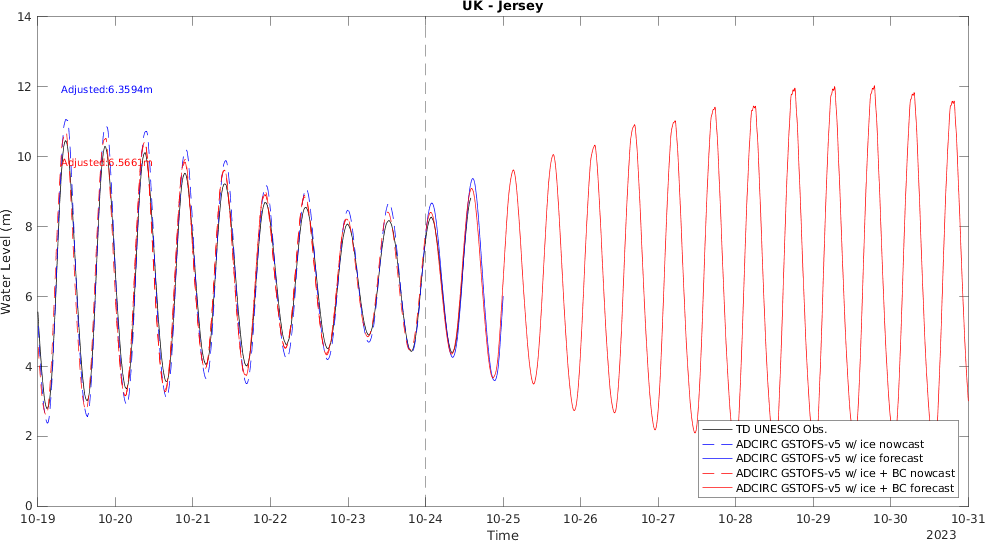 UK - Jersey
14
12
10
8
6
4
2
0
Water Level (m)
Adjusted:6.3594m
Adjusted:6.5663m
TD UNESCO Obs.
ADCIRC GSTOFS-v5 w/ ice nowcast
ADCIRC GSTOFS-v5 w/ ice forecast
ADCIRC GSTOFS-v5 w/ ice + BC nowcast
ADCIRC GSTOFS-v5 w/ ice + BC forecast
10-19 10-20 10-21 10-22 10-23 10-24 10-25 10-26 10-27 10-28 10-29 10-30 10-31
Time
2023